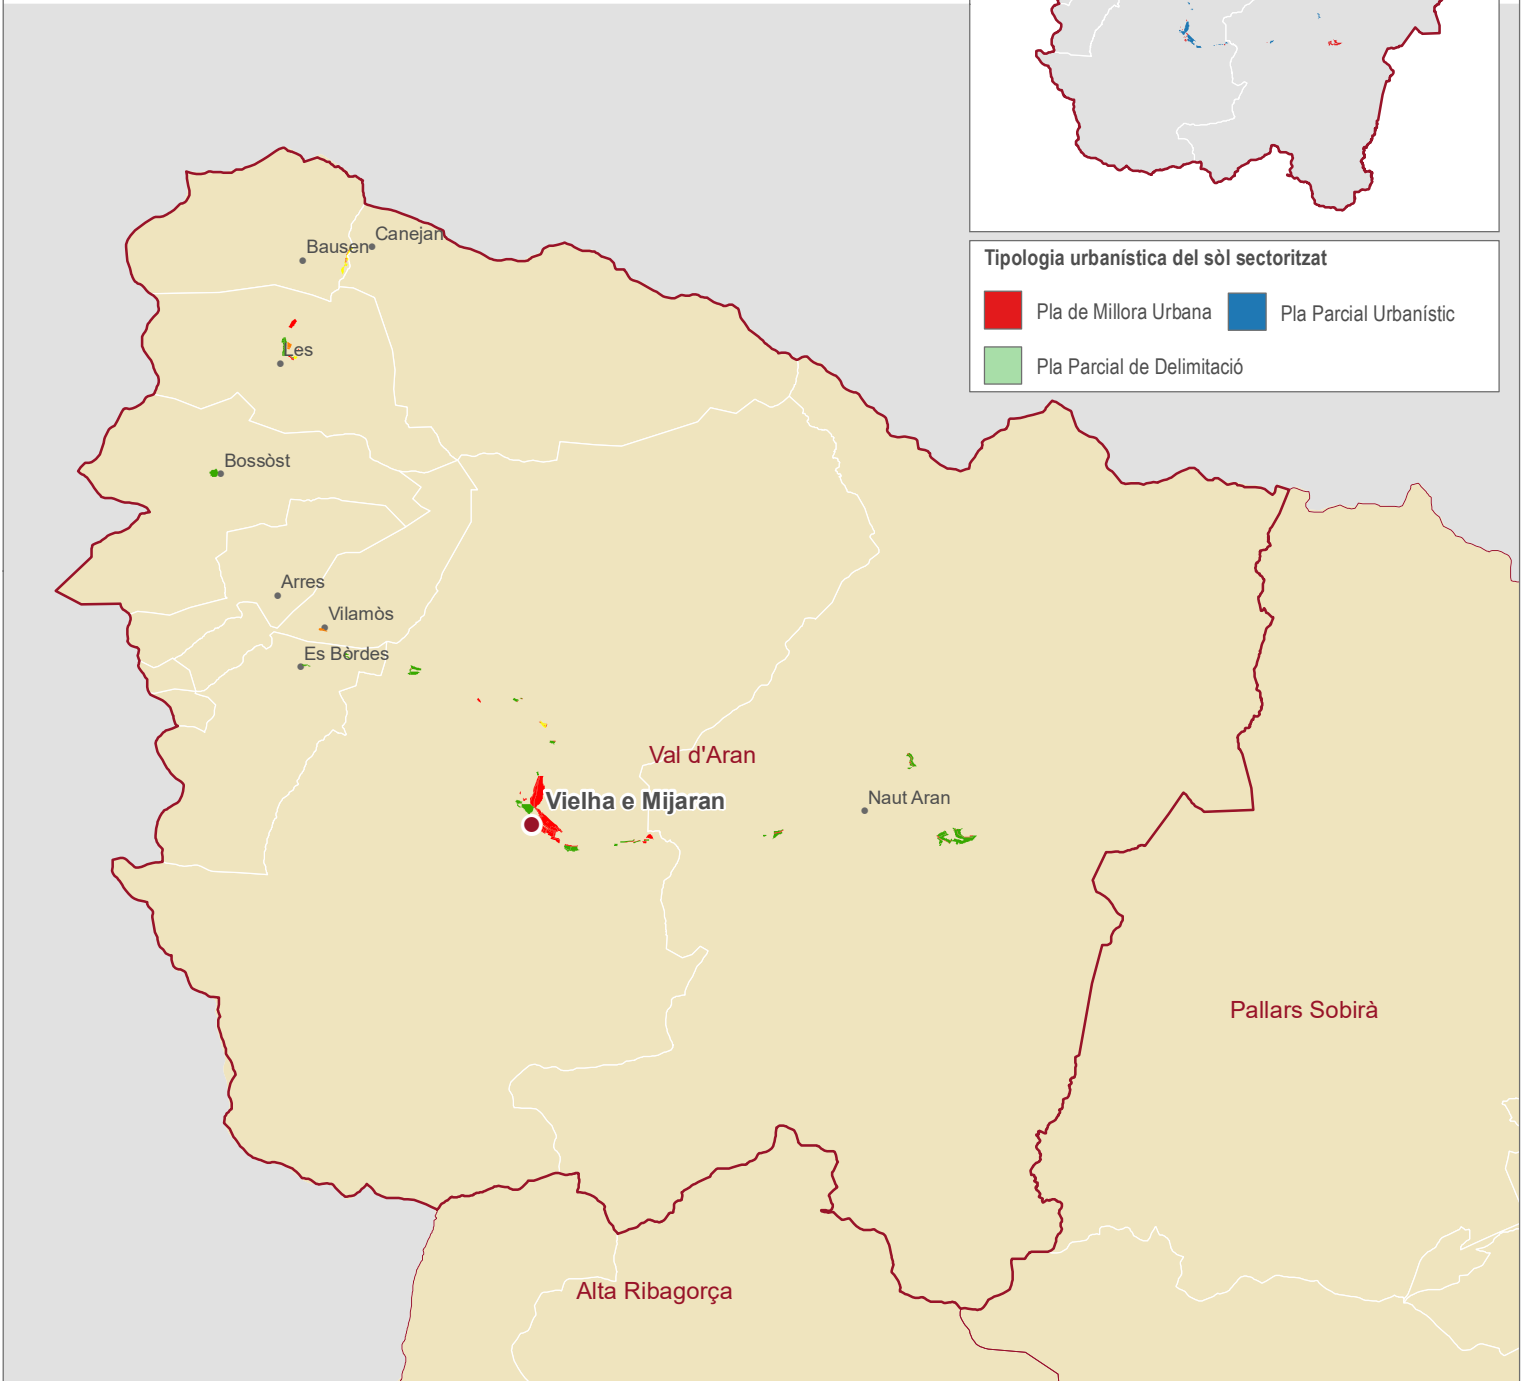 Tipologia urbanística del sòl sectoritzat
Pla de Millora Urbana
Pla Parcial Urbanístic
Pla Parcial de Delimitació
Canejan
Bausen
Les
Bossòst
Arres
Vilamòs
Es Bòrdes
Val d'Aran
Vielha e Mijaran
Naut Aran
Pallars Sobirà
Alta Ribagorça